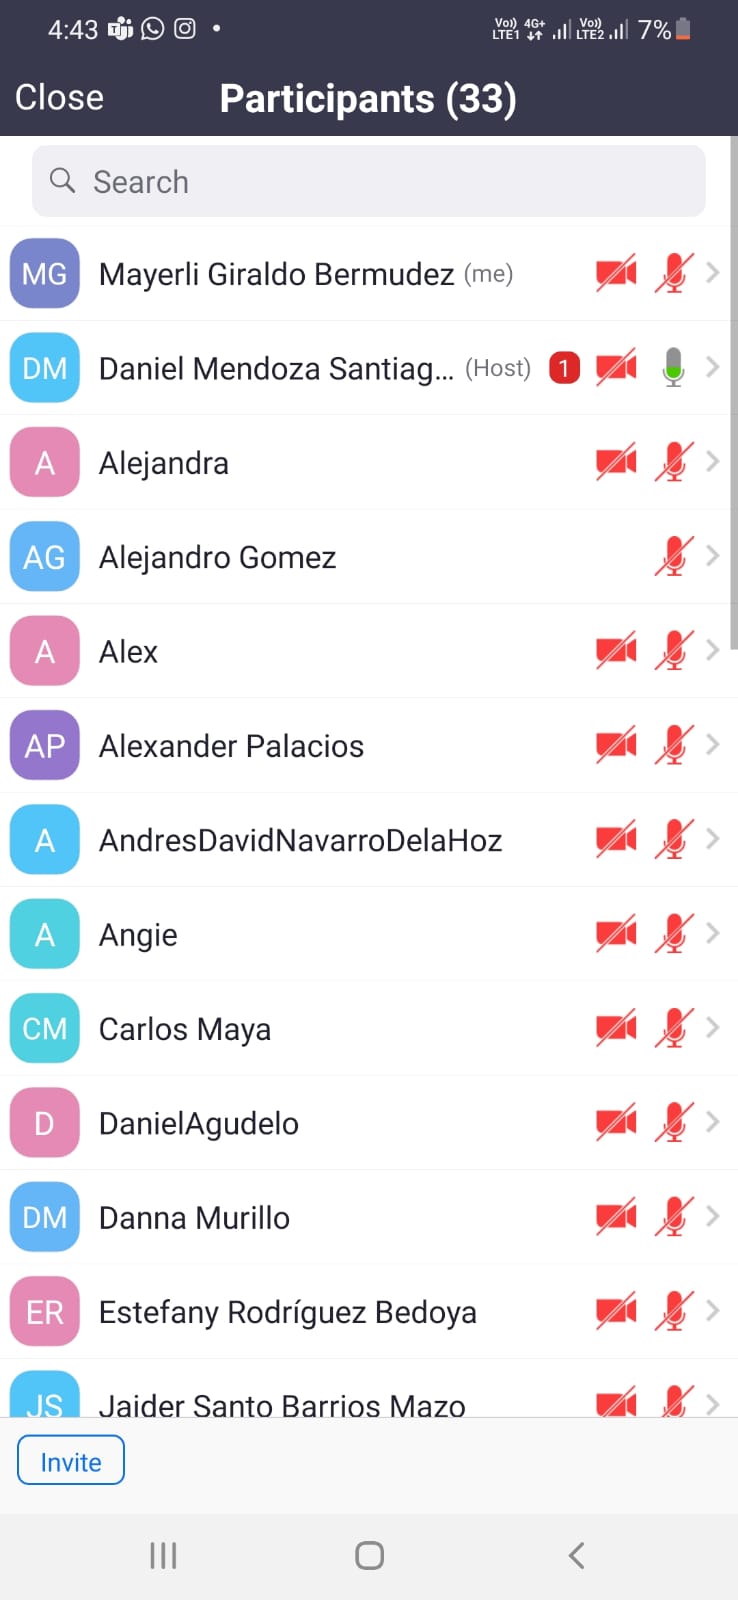 4:43 Vo)) LTE1 4G+ Vo)) LTE2 7%
Close Participants (33)
Search
MG Mayerli Giraldo Bermudez (me)
DM Daniel Mendoza Santiag... (Host) 1
A Alejandra
AG Alejandro Gomez
A Alex
AP Alexander Palacios
A AndresDavidNavarroDelaHoz
A Angie
CM Carlos Maya
D DanielAgudelo
DM Danna Murillo
ER Estefany Rodríguez Bedoya
JS Jaider Santo Barrios Mazo
Invite